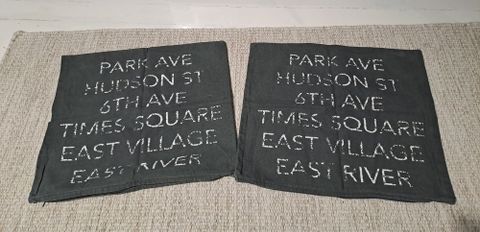 PARK AVE
HUDSON ST
6TH AVE
TIMES SQUARE
EAST VILLAGE
EAST RIVER
PARK AVE
HUDSON ST
6TH AVE
TIMES SQUARE
EAST VILLAGE
EAST RIVER